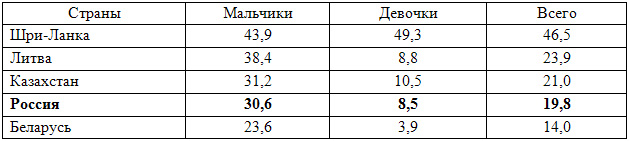 Страны Мальчики Девочки Всего
Шри-Ланка 43,9 49,3 46,5
Литва 38,4 8,8 23,9
Казахстан 31,2 10,5 21,0
Россия 30,6 8,5 19,8
Беларусь 23,6 3,9 14,0